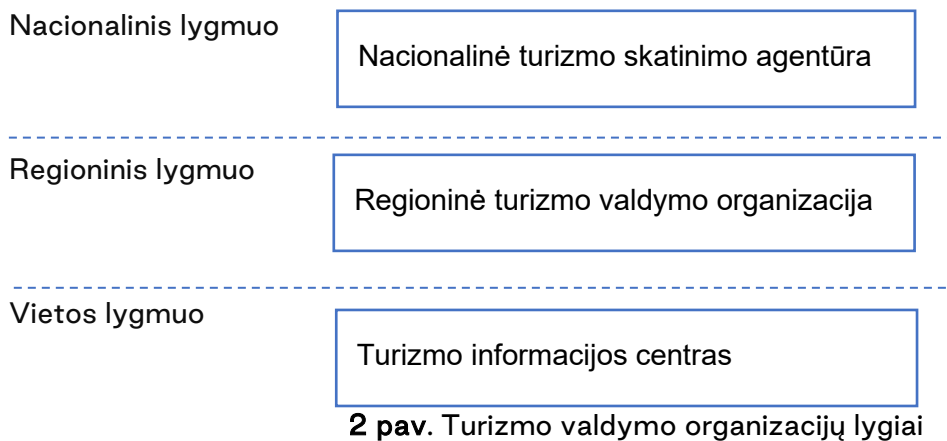 Nacionalinis lygmuo
Nacionalinė turizmo skatinimo agentūra
Regioninis lygmuo
Regioninė turizmo valdymo organizacija
Vietos lygmuo
Turizmo informacijos centras
2 pav. Turizmo valdymo organizacijų lygiai